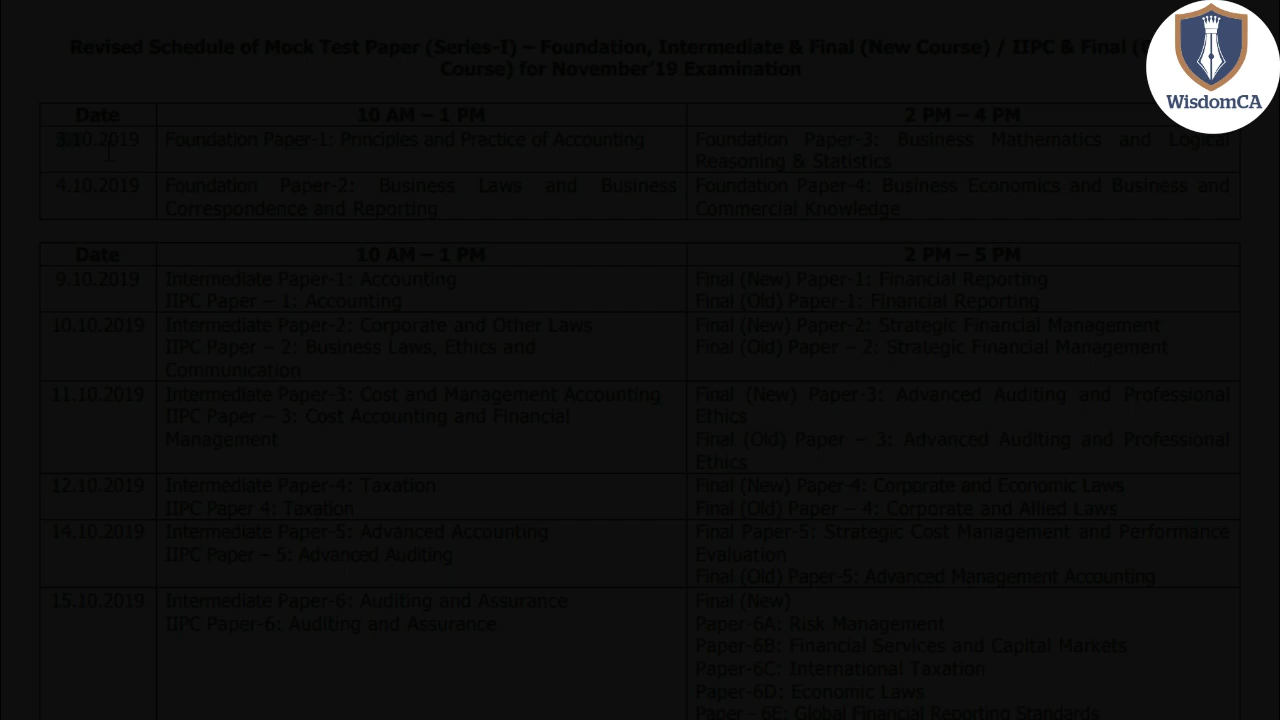 Revised Schedule of Mock Test Paper (Series-I) – Foundation, Intermediate & Final (New Course) / IIPC & Final
Course) for November'19 Examination
WisdomCA
Date 10 AM – 1 PM 2 PM – 4 PM
3.10.2019 Foundation Paper-1: Principles and Practice of Accounting Foundation Paper-3: Business Mathematics and Logical
Reasoning & Statistics
4.10.2019 Foundation Paper-2: Business Laws and Business Foundation Paper-4: Business Economics and Business and
Correspondence and Reporting Commercial Knowledge
Date 10 AM – 1 PM 2 PM – 5 PM
9.10.2019 Intermediate Paper-1: Accounting Final (New) Paper-1: Financial Reporting
IIPC Paper – 1: Accounting Final (Old) Paper-1: Financial Reporting
10.10.2019 Intermediate Paper-2: Corporate and Other Laws Final (New) Paper-2: Strategic Financial Management
IIPC Paper – 2: Business Laws, Ethics and Final (Old) Paper – 2: Strategic Financial Management
Communication
11.10.2019 Intermediate Paper-3: Cost and Management Accounting Final (New) Paper-3: Advanced Auditing and Professional
IIPC Paper – 3: Cost Accounting and Financial Ethics
Management Final (Old) Paper – 3: Advanced Auditing and Professional
Ethics
12.10.2019 Intermediate Paper-4: Taxation Final (New) Paper-4: Corporate and Economic Laws
IIPC Paper 4: Taxation Final (Old) Paper – 4: Corporate and Allied Laws
14.10.2019 Intermediate Paper-5: Advanced Accounting Final Paper-5: Strategic Cost Management and Performance
IIPC Paper – 5: Advanced Auditing Evaluation
Final (Old) Paper-5: Advanced Management Accounting
15.10.2019 Intermediate Paper-6: Auditing and Assurance Final (New)
IIPC Paper-6: Auditing and Assurance Paper-6A: Risk Management
Paper-6B: Financial Services and Capital Markets
Paper-6C: International Taxation
Paper-6D: Economic Laws
Paper - 6E: Global Financial Reporting Standards